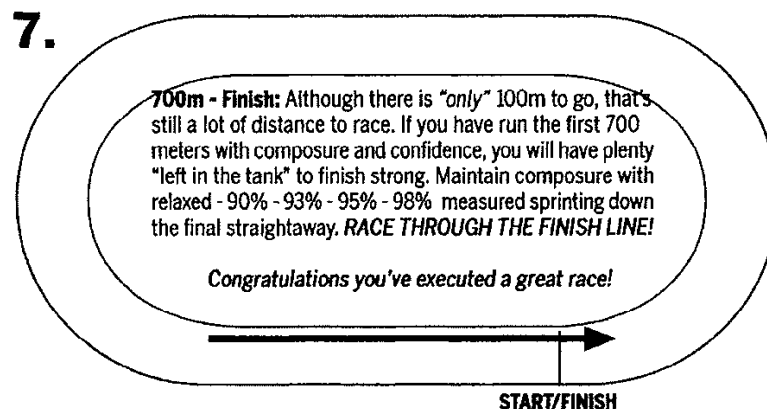 7.
700m - Finish: Although there is "only" 100m to go, that's
still a lot of distance to race. If you have run the first 700
meters with composure and confidence, you will have plenty
"left in the tank" to finish strong. Maintain composure with
relaxed - 90% - 93% - 95% - 98% measured sprinting down
the final straightaway. RACE THROUGH THE FINISH LINE!
Congratulations you've executed a great race!
START/FINISH